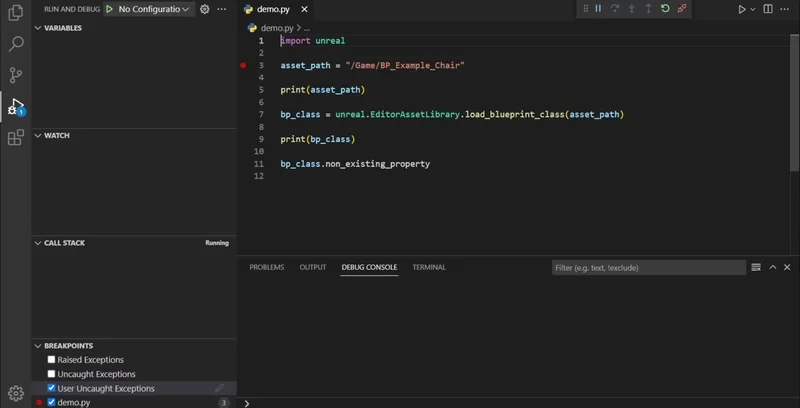 RUN AND DEBUG No Configuratio
VARIABLES
WATCH
CALL STACK Running
BREAKPOINTS
Raised Exceptions
Uncaught Exceptions
User Uncaught Exceptions
demo.py 3
1
demo.py
demo.py > ...
1 import unreal
2
3 asset_path = "/Game/BP_Example_Chair"
4
5 print(asset_path)
6
7 bp_class = unreal.EditorAssetLibrary.load_blueprint_class(asset_path)
8
9 print(bp_class)
10
11 bp_class.non_existing_property
12
PROBLEMS OUTPUT DEBUG CONSOLE TERMINAL Filter (e.g. text, !exclude)